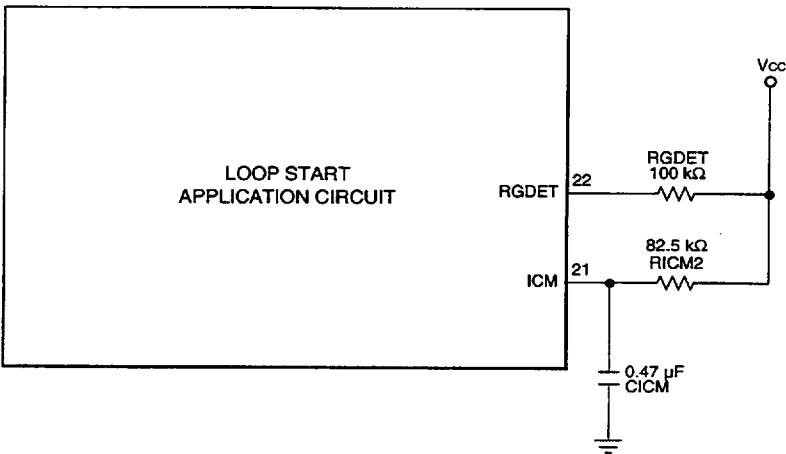 Vcc
LOOP START
APPLICATION CIRCUIT
RGDET
100 kΩ
RGDET
22
82.5 kΩ
RICM2
ICM
21
0.47 µF
CICM